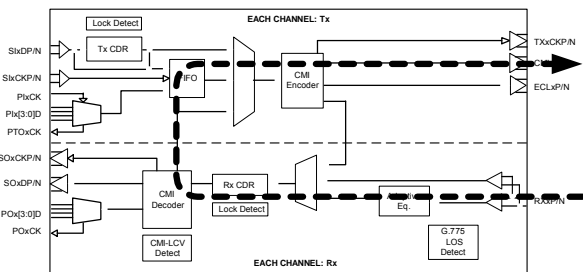 EACH CHANNEL: Tx
Lock Detect
Tx CDR
SIxDP/N
SIxCKP/N
PIxCK
PIx[3:0]D
PTOxCK
CMI
Encoder
TXxCKP/N
ECLxP/N
SOxCKP/N
SOxDP/N
POx[3:0]D
POxCK
CMI
Decoder
Rx CDR
Lock Detect
Eq.
RXxP/N
CMI-LCV
Detect
G.775
LOS
Detect
EACH CHANNEL: Rx